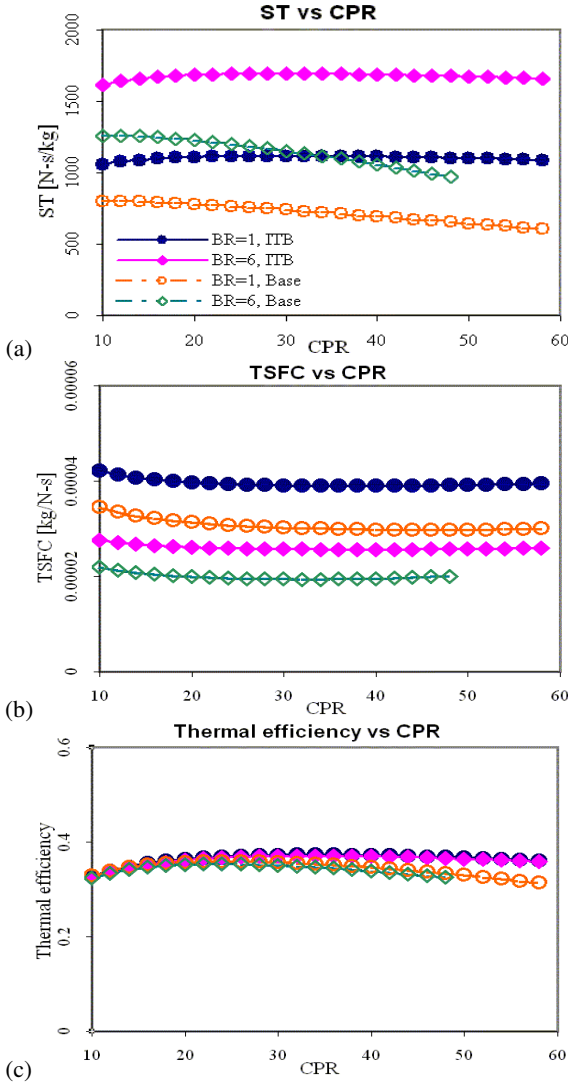 ST vs CPR
2000
1500
1000
500
0
ST [N-s/kg]
BR=1, ITB
BR=6, ITB
BR=1, Base
BR=6, Base
10 20 30 40 50 60
CPR
(a)
TSFC vs CPR
0.00006
0.00004
0.00002
0
TSFC [kg/N-s]
10 20 30 40 50 60
CPR
(b)
Thermal efficiency vs CPR
0.6
0.4
0.2
0
Thermal efficiency
10 20 30 40 50 60
CPR
(c)